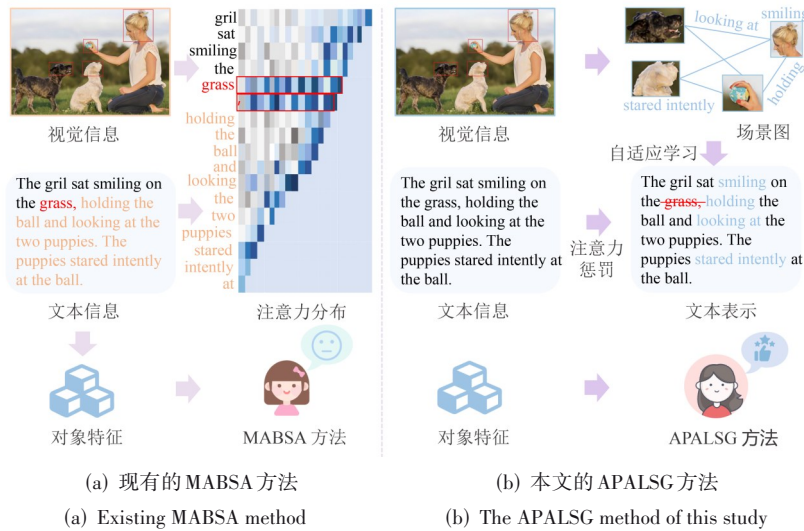 视觉信息
The gril sat smiling on
the grass, holding the
ball and looking at the
two puppies. The
puppies stared intently
at the ball.
文本信息
gril
sat
smiling
the
grass
,
holding
the
ball
and
looking
the
two
puppies
stared
intently
at
注意力分布
对象特征
MABSA 方法
(a) 现有的MABSA方法
(a) Existing MABSA method
视觉信息
looking at
smiling
holding
stared intently
场景图
自适应学习
The gril sat smiling on
the grass, holding the
ball and looking at the
two puppies. The
puppies stared intently at
the ball.
文本信息
注意力
惩罚
The gril sat smiling on
the grass, holding the
ball and looking at the
two puppies. The
puppies stared intently at
the ball.
文本表示
对象特征
APALSG 方法
(b) 本文的APALSG方法
(b) The APALSG method of this study